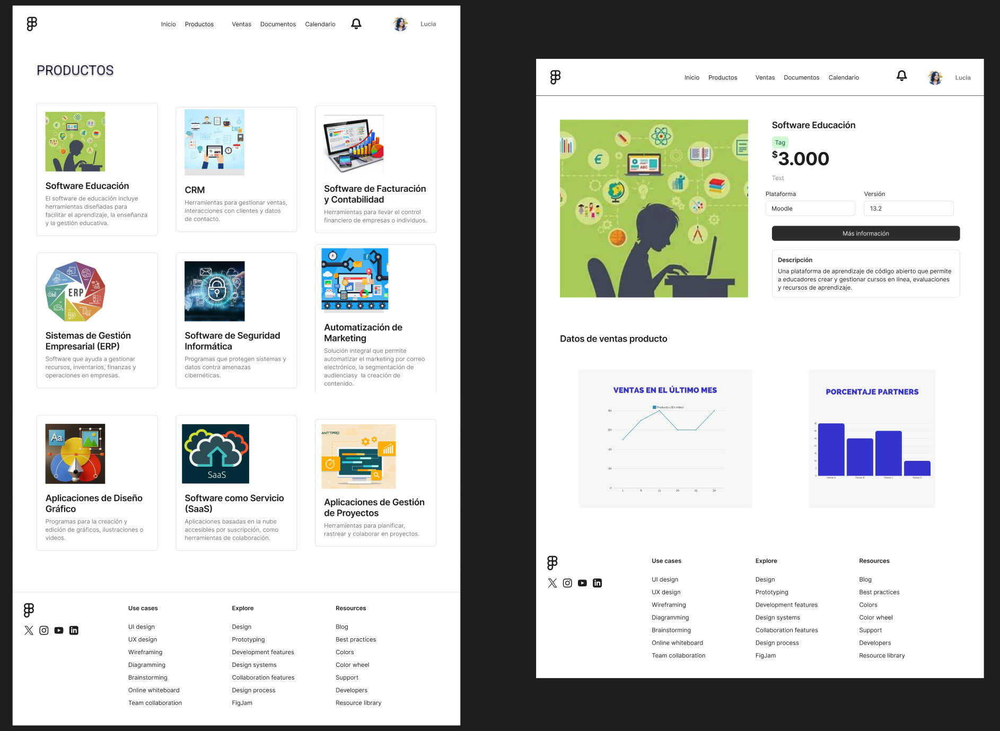 Inicio Productos Ventas Documentos Calendario Lucia
PRODUCTOS
Software Educación
El software de educación incluye
herramientas diseñadas para
facilitar el aprendizaje, la enseñanza
y la gestión educativa.
CRM
Herramientas para gestionar ventas,
interacciones con clientes y datos
de contacto.
Software de Facturación
y Contabilidad
Herramientas para llevar el control
financiero de empresas o individuos.
ERP
Sistemas de Gestión
Empresarial (ERP)
Software que ayuda a gestionar
recursos, inventarios, finanzas y
operaciones en empresas.
Software de Seguridad
Informática
Programas que protegen sistemas y
datos contra amenazas
cibernéticas.
Automatización de
Marketing
Solución integral que permite
automatizar el marketing por correo
electrónico, la segmentación de
audienciasy  la creación de
contenido.
Aa
Aplicaciones de Diseño
Gráfico
Programas para la creación y
edición de gráficos, ilustraciones o
videos.
SaaS
Software como Servicio
(SaaS)
Aplicaciones basadas en la nube
accesibles por suscripción, como
herramientas de colaboración.
ANTTPRO
Aplicaciones de Gestión
de Proyectos
Herramientas para planificar,
rastrear y colaborar en proyectos.
Use cases
UI design
UX design
Wireframing
Diagramming
Brainstorming
Online whiteboard
Team collaboration
Explore
Design
Prototyping
Development features
Design systems
Collaboration features
Design process
FigJam
Resources
Blog
Best practices
Colors
Color wheel
Support
Developers
Resource library
Inicio Productos Ventas Documentos Calendario Lucia
ABC
Software Educación
Tag
$3.000
Text
Plataforma
Moodle
Versión
13.2
Más información
Descripción
Una plataforma de aprendizaje de código abierto que permite
a educadores crear y gestionar cursos en línea, evaluaciones
y recursos de aprendizaje.
Datos de ventas producto
VENTAS EN EL ÚLTIMO MES
Producto 1 (En miles)
80
60
40
20
0
1 6 13 20 25 30
PORCENTAJE PARTNERS
Partner A Partner B Partner C Partner D
Use cases
UI design
UX design
Wireframing
Diagramming
Brainstorming
Online whiteboard
Team collaboration
Explore
Design
Prototyping
Development features
Design systems
Collaboration features
Design process
FigJam
Resources
Blog
Best practices
Colors
Color wheel
Support
Developers
Resource library